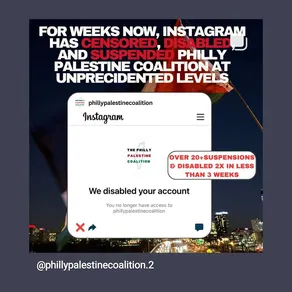 FOR WEEKS NOW, INSTAGRAM
HAS CENSORED, DISABLED
AND SUSPENDED PHILLY
PALESTINE COALITION AT
UNPRECIDENTED LEVELS
phillypalestinecoalition
Instagram
THE PHILLY
PALESTINE
COALITION
OVER 20+SUSPENSIONS
& DISABLED 2X IN LESS
THAN 3 WEEKS
We disabled your account
You no longer have access to
phillypalestinecoalition
@phillypalestinecoalition.2